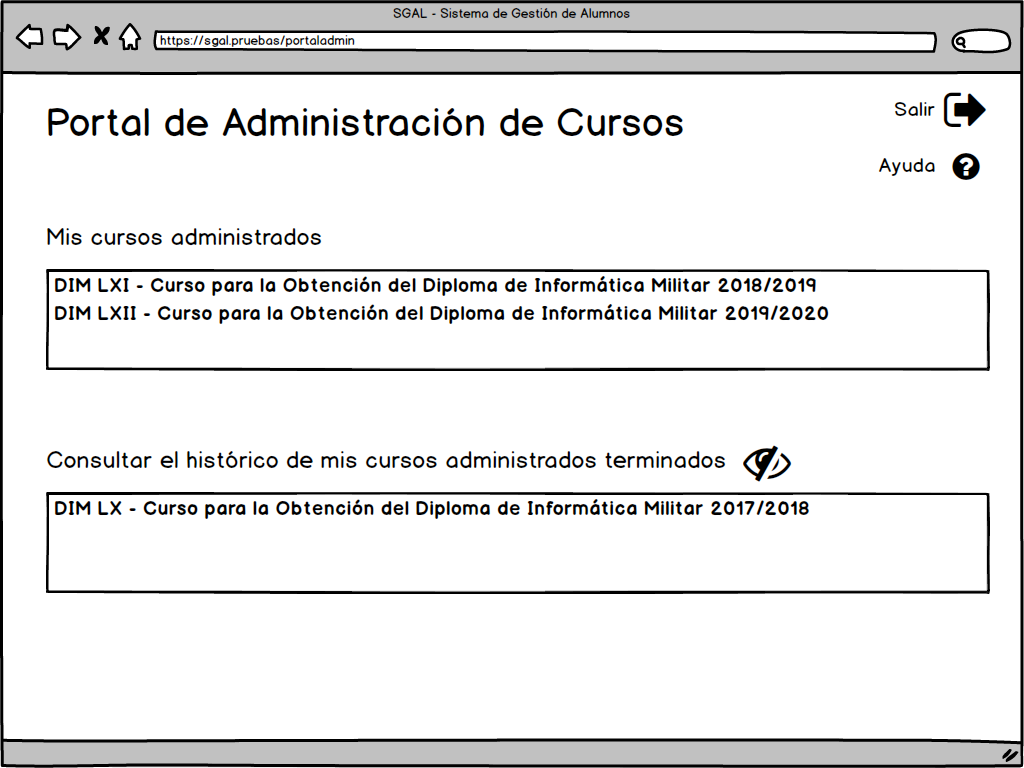 SGAL - Sistema de Gestión de Alumnos
https://sgal.pruebas/portaladmin
Portal de Administración de Cursos
Salir
Ayuda
Mis cursos administrados
DIM LXI - Curso para la Obtención del Diploma de Informática Militar 2018/2019
DIM LXII - Curso para la Obtención del Diploma de Informática Militar 2019/2020
Consultar el histórico de mis cursos administrados terminados
DIM LX - Curso para la Obtención del Diploma de Informática Militar 2017/2018